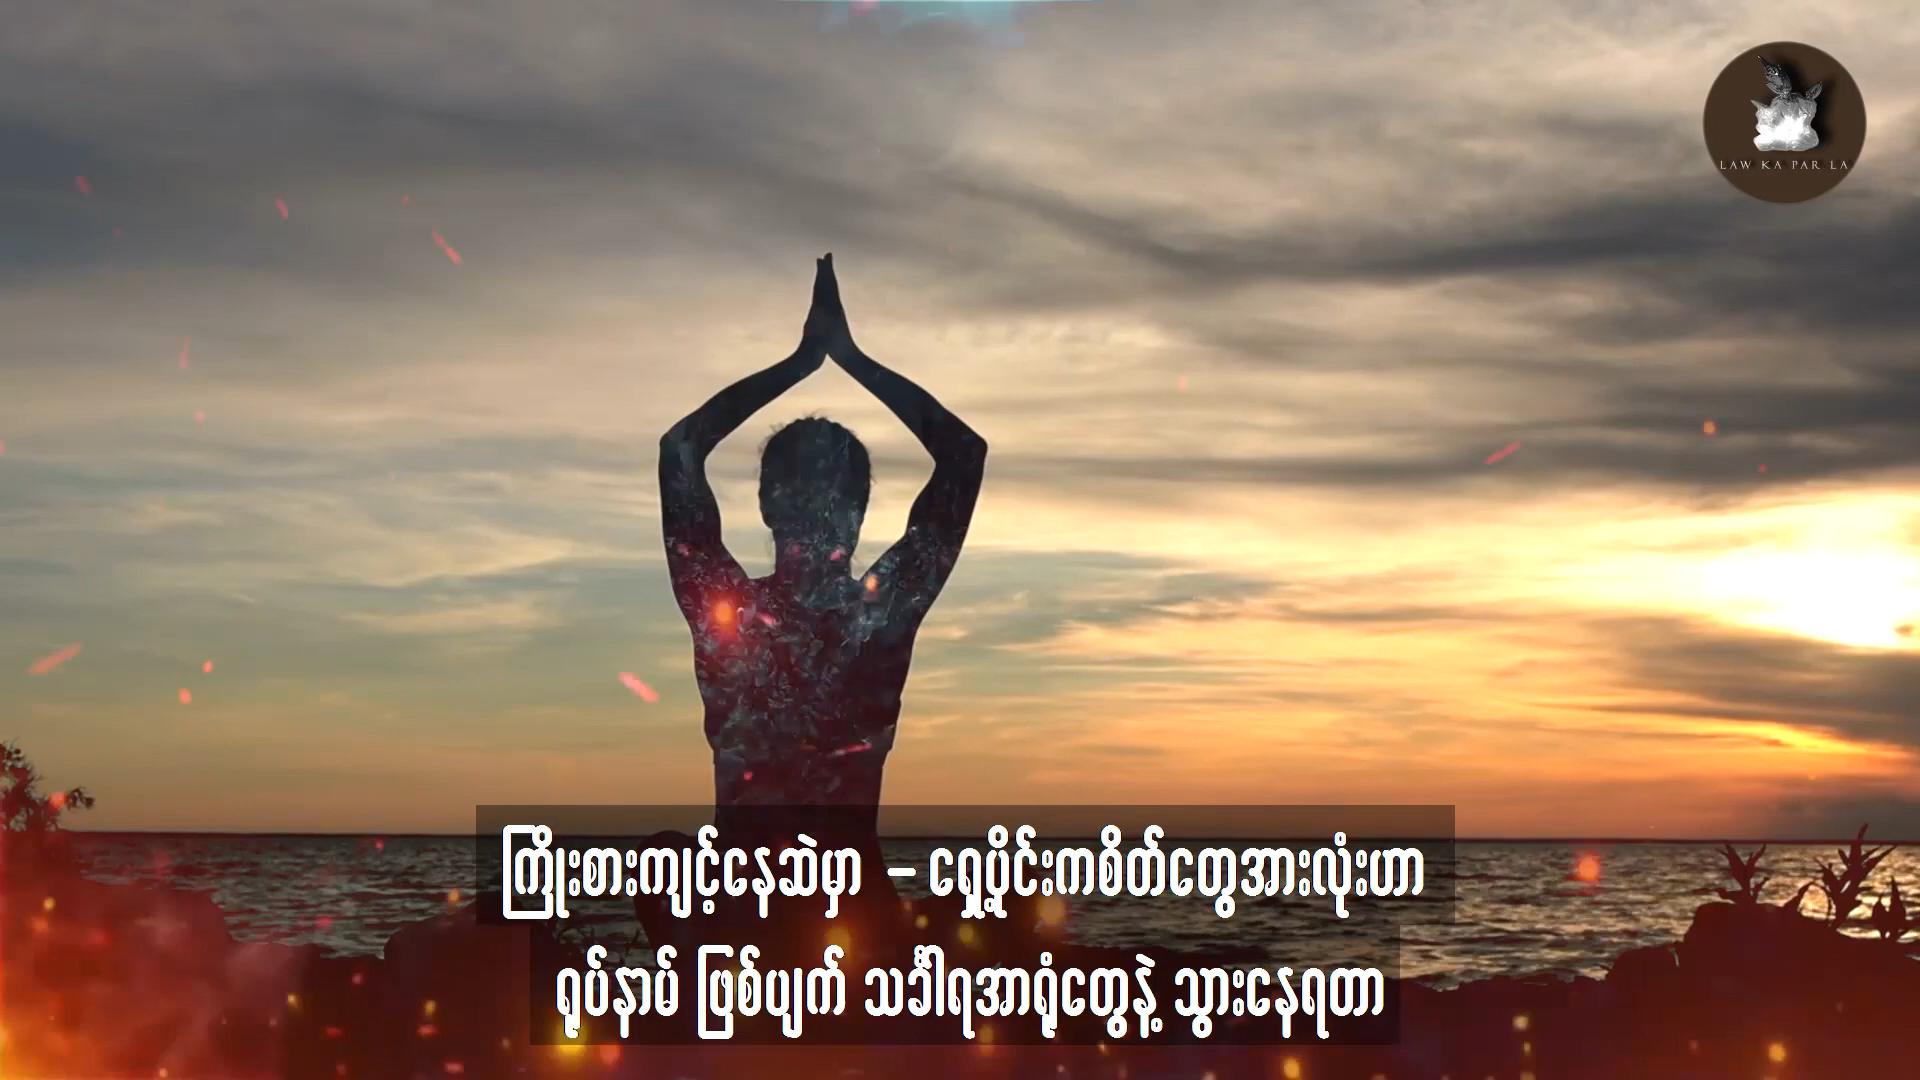 LAW KA PAR LA
ကြိုးစားကျင့်နေဆဲမှာ – ရှေ့ပိုင်းကစိတ်တွေအားလုံးဟာ
ရုပ်နာမ် ဖြစ်ပျက် သင်္ခါရအာရုံတွေနဲ့ သွားနေရတာ